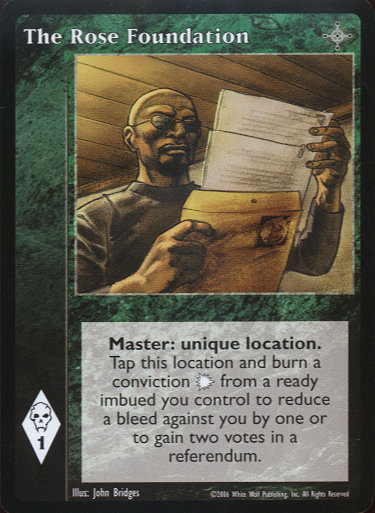 The Rose Foundation
Master: unique location.
Tap this location and burn a
conviction from a ready
imbued you control to reduce
a bleed against you by one or
to gain two votes in a
referendum.
1
Illus: John Bridges
©2006 White Wolf Publishing, Inc. All Rights Reserved